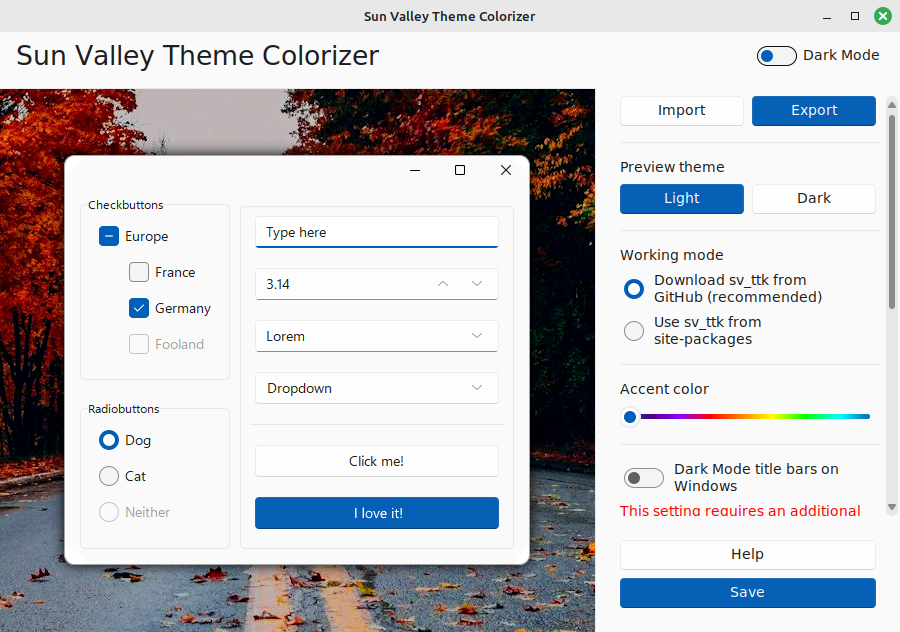 Sun Valley Theme Colorizer
Sun Valley Theme Colorizer
Dark Mode
Checkbuttons
Europe
France
Germany
Fooland
Radiobuttons
Dog
Cat
Neither
Type here
3.14
Lorem
Dropdown
Click me!
I love it!
Import
Export
Preview theme
Light
Dark
Working mode
Download sv_ttk from
GitHub (recommended)
Use sv_ttk from
site-packages
Accent color
Dark Mode title bars on
Windows
This setting requires an additional
Help
Save